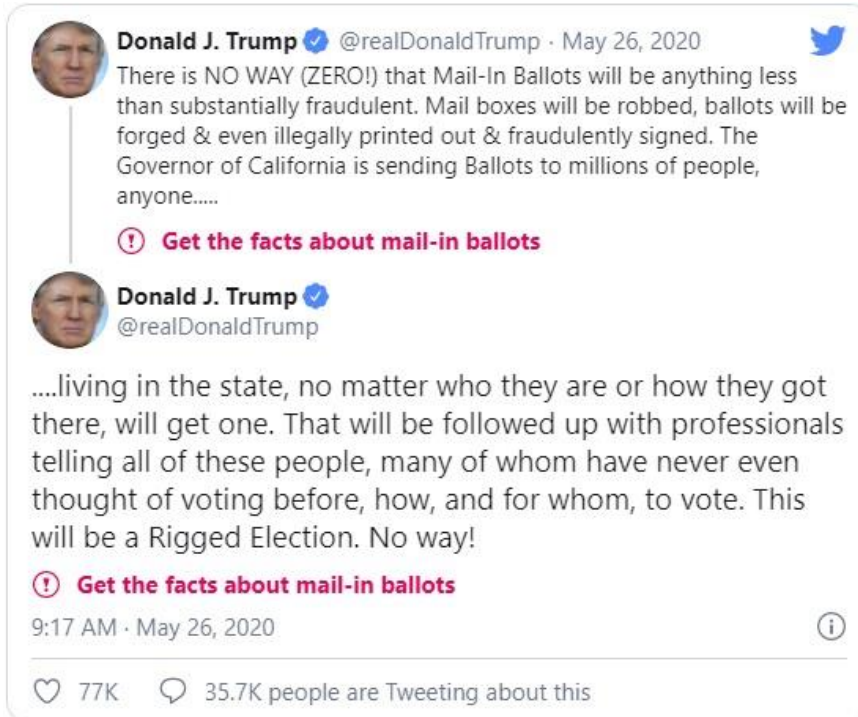 Donald J. Trump @realDonaldTrump · May 26, 2020
There is NO WAY (ZERO!) that Mail-In Ballots will be anything less
than substantially fraudulent. Mail boxes will be robbed, ballots will be
forged & even illegally printed out & fraudulently signed. The
Governor of California is sending Ballots to millions of people,
anyone.....
Get the facts about mail-in ballots
Donald J. Trump
@realDonaldTrump
....living in the state, no matter who they are or how they got
there, will get one. That will be followed up with professionals
telling all of these people, many of whom have never even
thought of voting before, how, and for whom, to vote. This
will be a Rigged Election. No way!
Get the facts about mail-in ballots
9:17 AM · May 26, 2020
77K 35.7K people are Tweeting about this